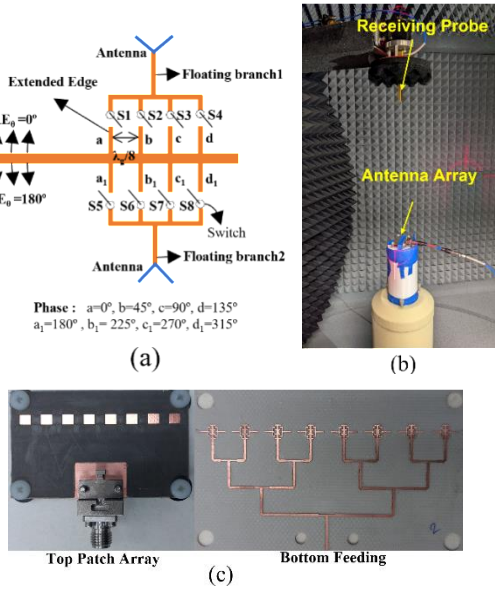 Antenna
Floating branch1
Extended Edge
S1 S2 S3 S4
E₀ =0º
a b c d
λg/8
a₁ b₁ c₁ d₁
E₀ =180º
S5 S6 S7 S8
Switch
Floating branch2
Antenna
Phase : a=0º, b=45º, c=90º, d=135º
a₁=180º , b₁= 225º, c₁=270º, d₁=315º
(a)
Receiving Probe
Antenna Array
(b)
2
Top Patch Array
Bottom Feeding
(c)